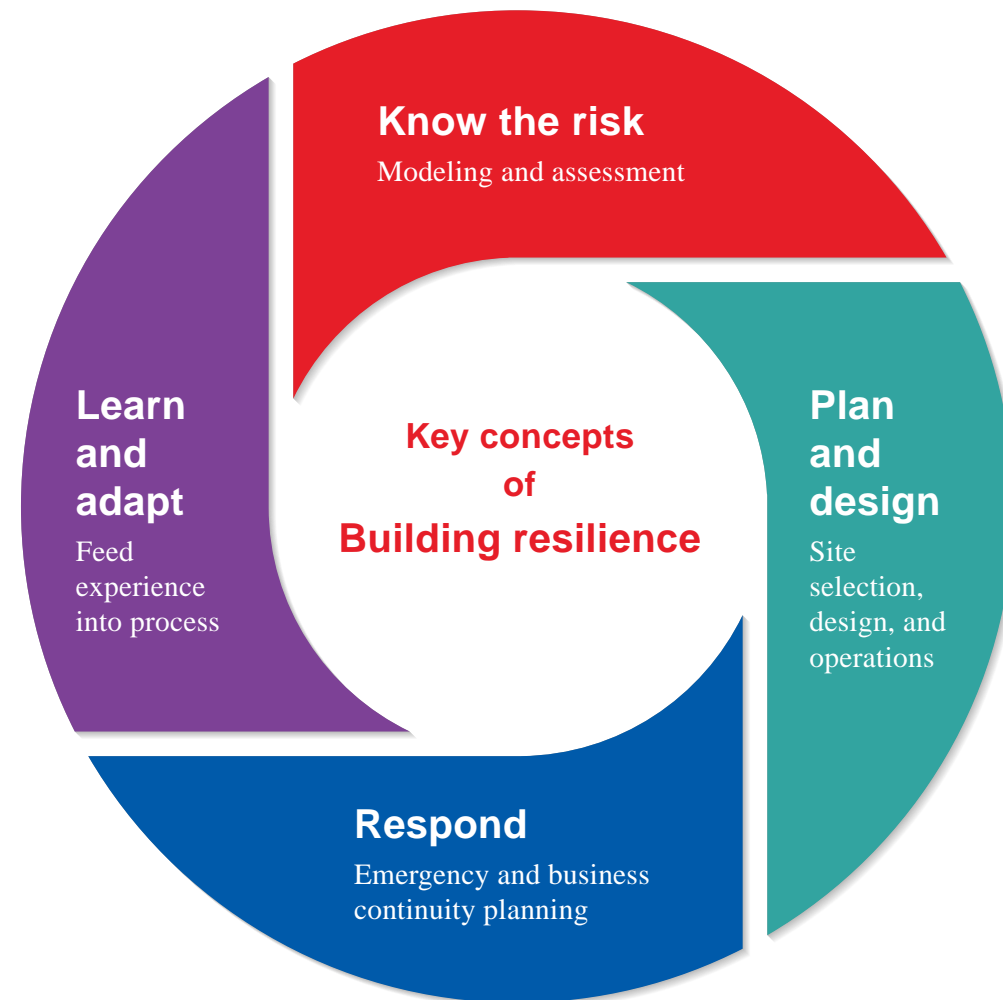 Know the risk
Modeling and assessment
Plan
and
design
Site
selection,
design, and
operations
Respond
Emergency and business
continuity planning
Learn
and
adapt
Feed
experience
into process
Key concepts
of
Building resilience